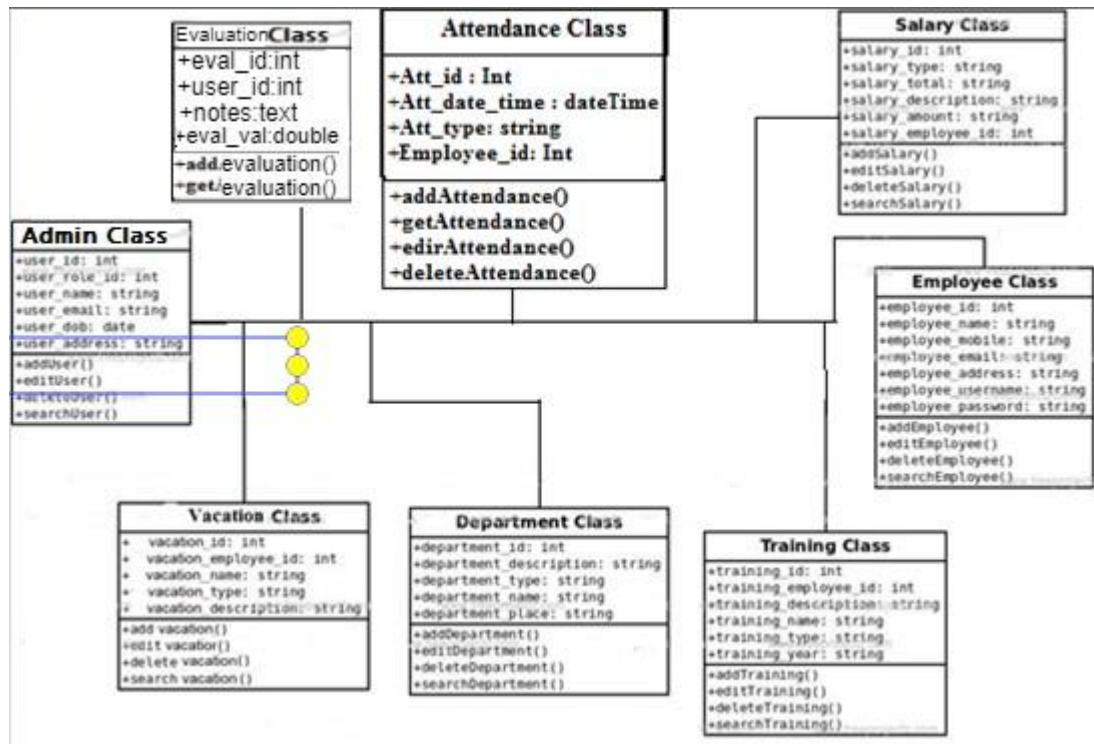 EvaluationClass
+eval_id:int
+user_id:int
+notes:text
+eval_val:double
+add.evaluation()
+get.evaluation()
Attendance Class
+Att_id : Int
+Att_date_time : dateTime
+Att_type: string
+Employee_id: Int
+addAttendance()
+getAttendance()
+edirAttendance()
+deleteAttendance()
Salary Class
+salary_id: int
+salary_type: string
+salary_total: string
+salary_description: string
+salary_amount: string
+salary_employee_id: int
+addSalary()
+editSalary()
+deleteSalary()
+searchSalary()
Admin Class
+user_id: int
+user_role_id: int
+user_name: string
+user_email: string
+user_dob: date
+user_address: string
+addUser()
+editUser()
+deleteUser()
+searchUser()
Employee Class
+employee_id: int
+employee_name: string
+employee_mobile: string
+employee_email: string
+employee_address: string
+employee_username: string
+employee_password: string
+addEmployee()
+editEmployee()
+deleteEmployee()
+searchEmployee()
Vacation Class
+ vacation_id: int
+ vacation_employee_id: int
+ vacation_name: string
+ vacation_type: string
+ vacation_description: string
+add vacation()
+edit vacatior()
+delete vacation()
+search vacation()
Department Class
+department_id: int
+department_description: string
+department_type: string
+department_name: string
+department_place: string
+addDepartment()
+editDepartment()
+deleteDepartment()
+searchDepartment()
Training Class
+training_id: int
+training_employee_id: int
+training_description: string
+training_name: string
+training_type: string
+training_year: string
+addTraining()
+editTraining()
+deleteTraining()
+searchTraining()